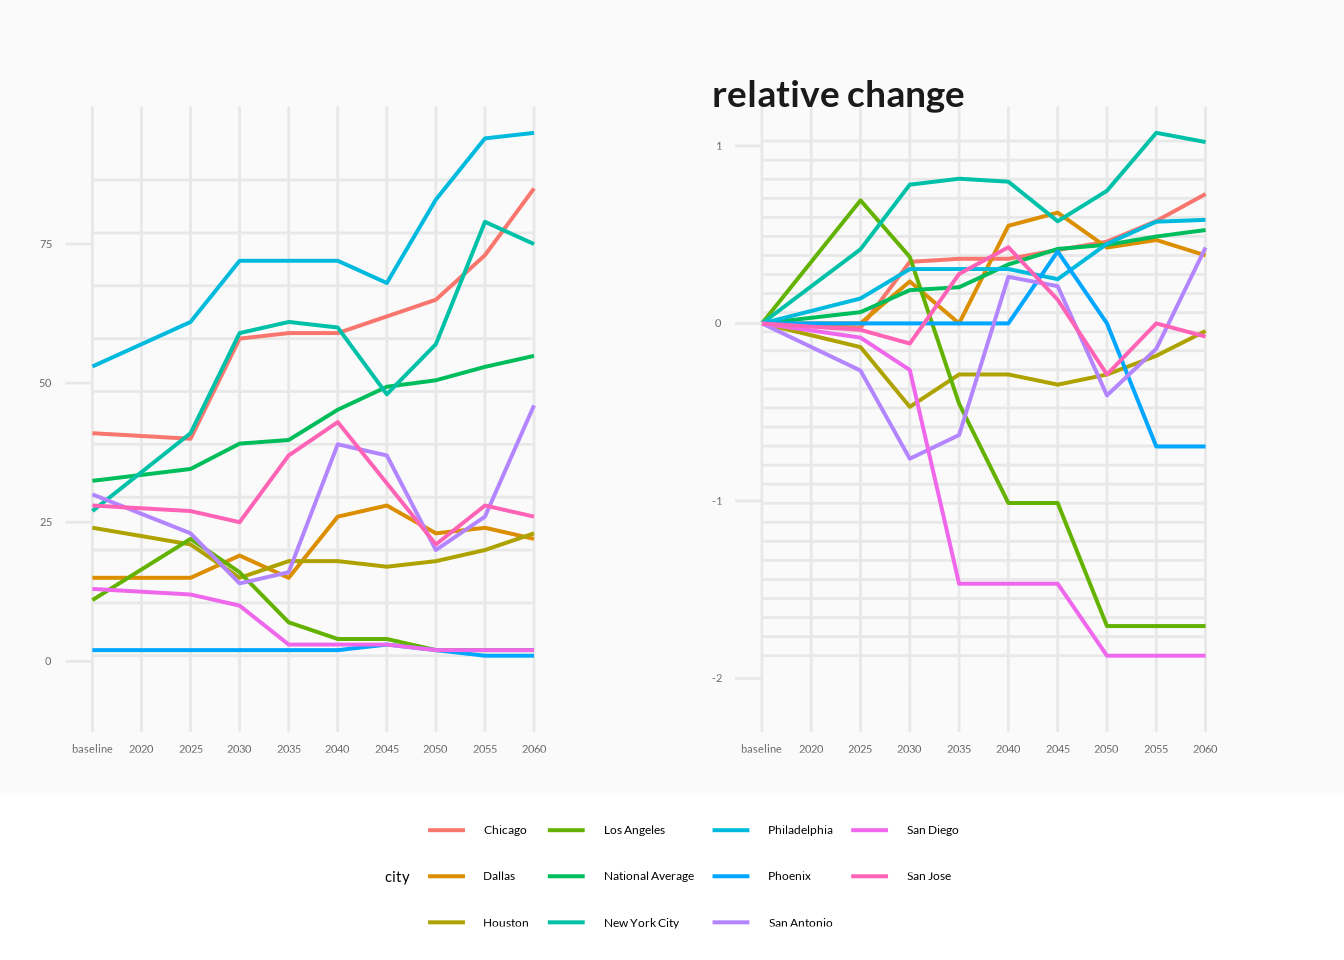 relative change
75
50
25
0
baseline 2020 2025 2030 2035 2040 2045 2050 2055 2060
1
0
-1
-2
baseline 2020 2025 2030 2035 2040 2045 2050 2055 2060
city
Chicago Los Angeles Philadelphia San Diego
Dallas National Average Phoenix San Jose
Houston New York City San Antonio